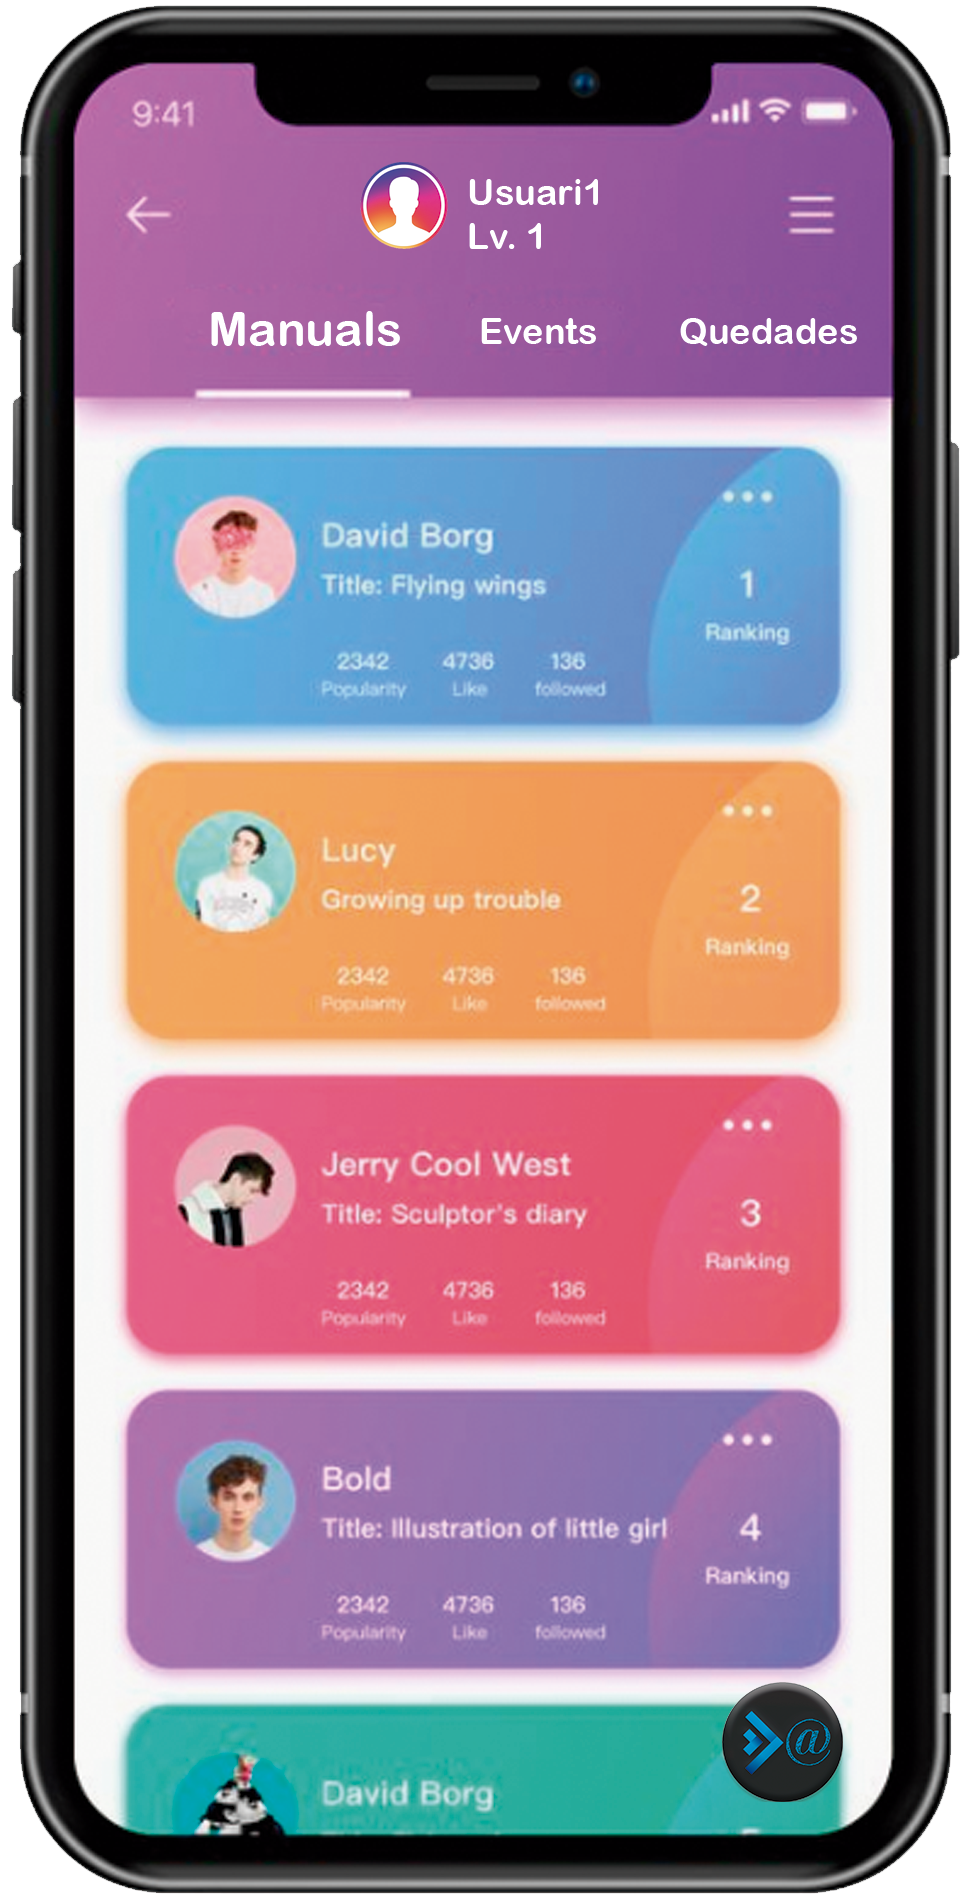 9:41
Usuari1
Lv. 1
Manuals Events Quedades
David Borg
Title: Flying wings
1
Ranking
2342 4736 136
Popularity Like followed
Lucy
Growing up trouble
2
Ranking
2342 4736 136
Popularity Like followed
Jerry Cool West
Title: Sculptor's diary
3
Ranking
2342 4736 136
Popularity Like followed
Bold
Title: Illustration of little girl
4
Ranking
2342 4736 136
Popularity Like followed
David Borg
@